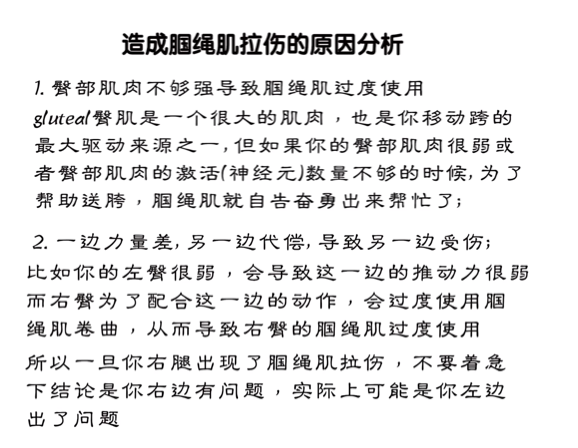 造成腘绳肌拉伤的原因分析
1. 臀部肌肉不够强导致腘绳肌过度使用
gluteal臀肌是一个很大的肌肉，也是你移动跨的
最大驱动来源之一,但如果你的臀部肌肉很弱或
者臀部肌肉的激活(神经元)数量不够的时候,为了
帮助送胯，腘绳肌就自告奋勇出来帮忙了;
2. 一边力量差,另一边代偿,导致另一边受伤;
比如你的左臀很弱，会导致这一边的推动力很弱
而右臀为了配合这一边的动作，会过度使用腘
绳肌卷曲，从而导致右臀的腘绳肌过度使用
所以一旦你右腿出现了腘绳肌拉伤，不要着急
下结论是你右边有问题，实际上可能是你左边
出了问题